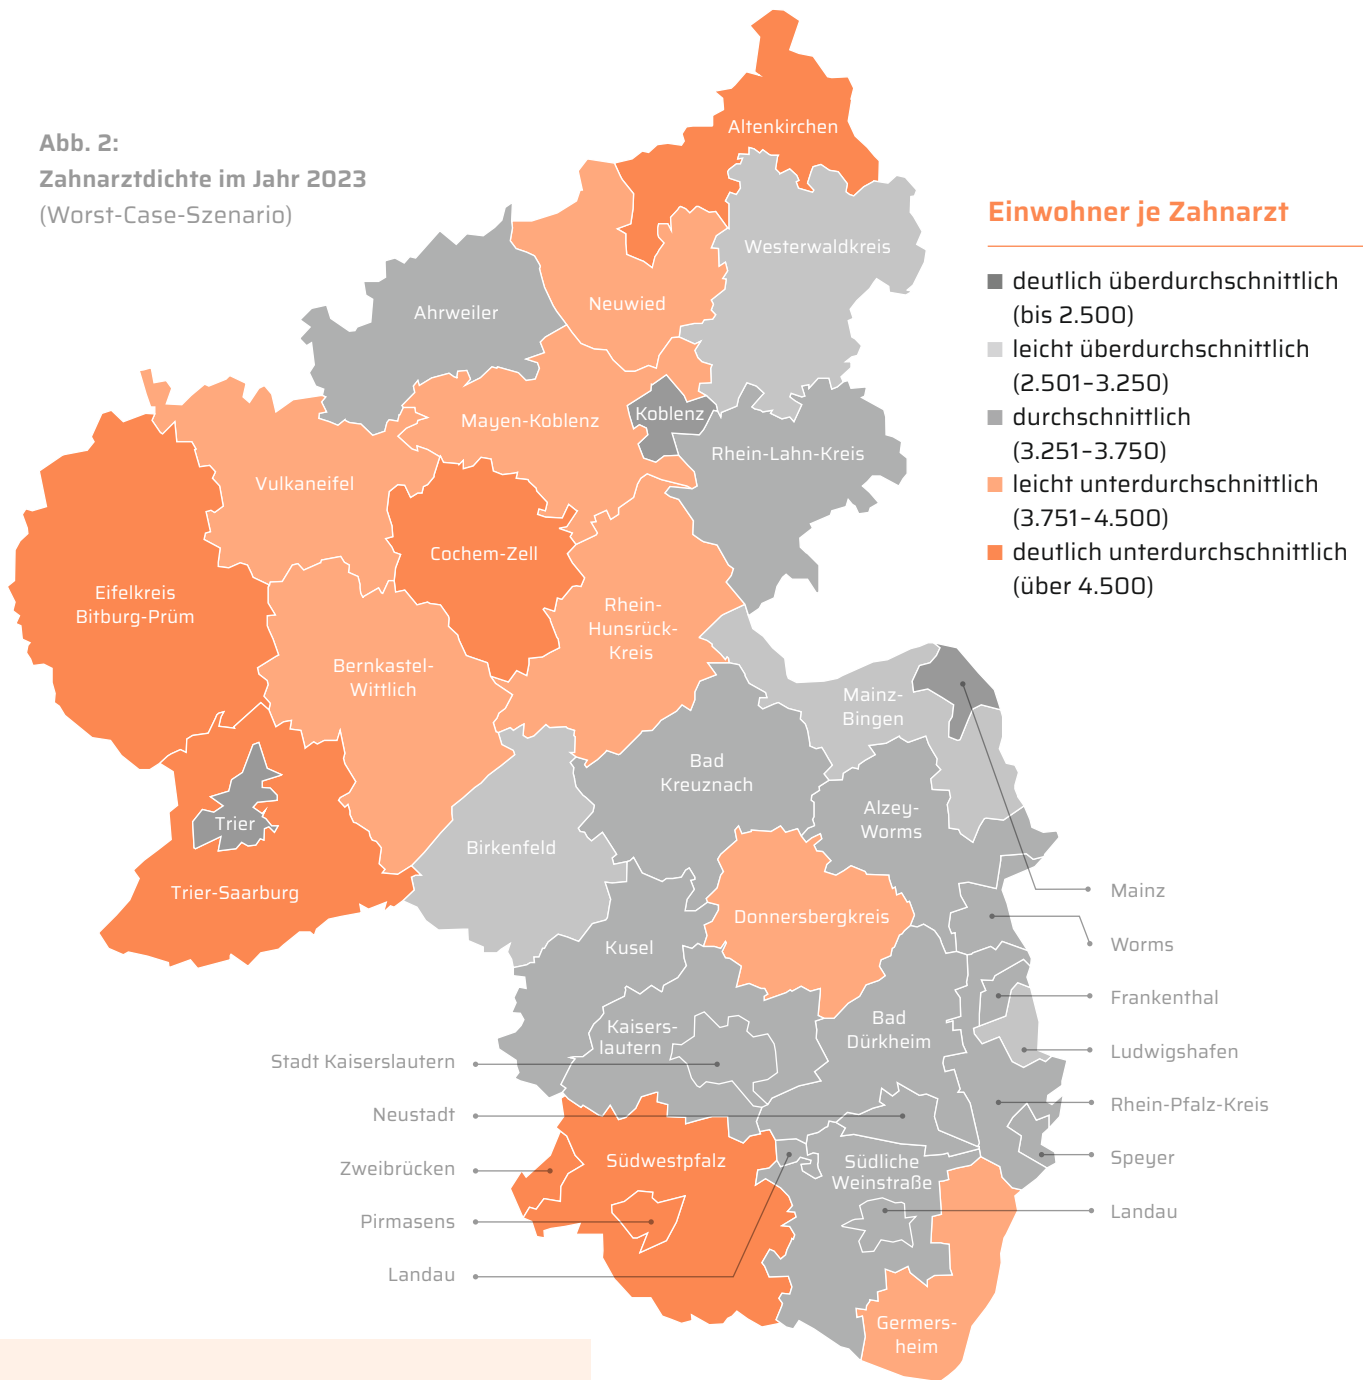 Abb. 2:
Zahnarztdichte im Jahr 2023
(Worst-Case-Szenario)
Einwohner je Zahnarzt
deutlich überdurchschnittlich
(bis 2.500)
leicht überdurchschnittlich
(2.501–3.250)
durchschnittlich
(3.251–3.750)
leicht unterdurchschnittlich
(3.751–4.500)
deutlich unterdurchschnittlich
(über 4.500)
Altenkirchen
Westerwaldkreis
Neuwied
Ahrweiler
Mayen-Koblenz
Koblenz
Rhein-Lahn-Kreis
Vulkaneifel
Cochem-Zell
Eifelkreis
Bitburg-Prüm
Rhein-
Hunsrück-
Kreis
Bernkastel-
Wittlich
Mainz-
Bingen
Bad
Kreuznach
Alzey-
Worms
Trier
Birkenfeld
Trier-Saarburg
Donnersbergkreis
Kusel
Kaisers-
lautern
Bad
Dürkheim
Südwestpfalz
Südliche
Weinstraße
Germers-
heim
Mainz
Worms
Frankenthal
Ludwigshafen
Rhein-Pfalz-Kreis
Speyer
Landau
Stadt Kaiserslautern
Neustadt
Zweibrücken
Pirmasens
Landau